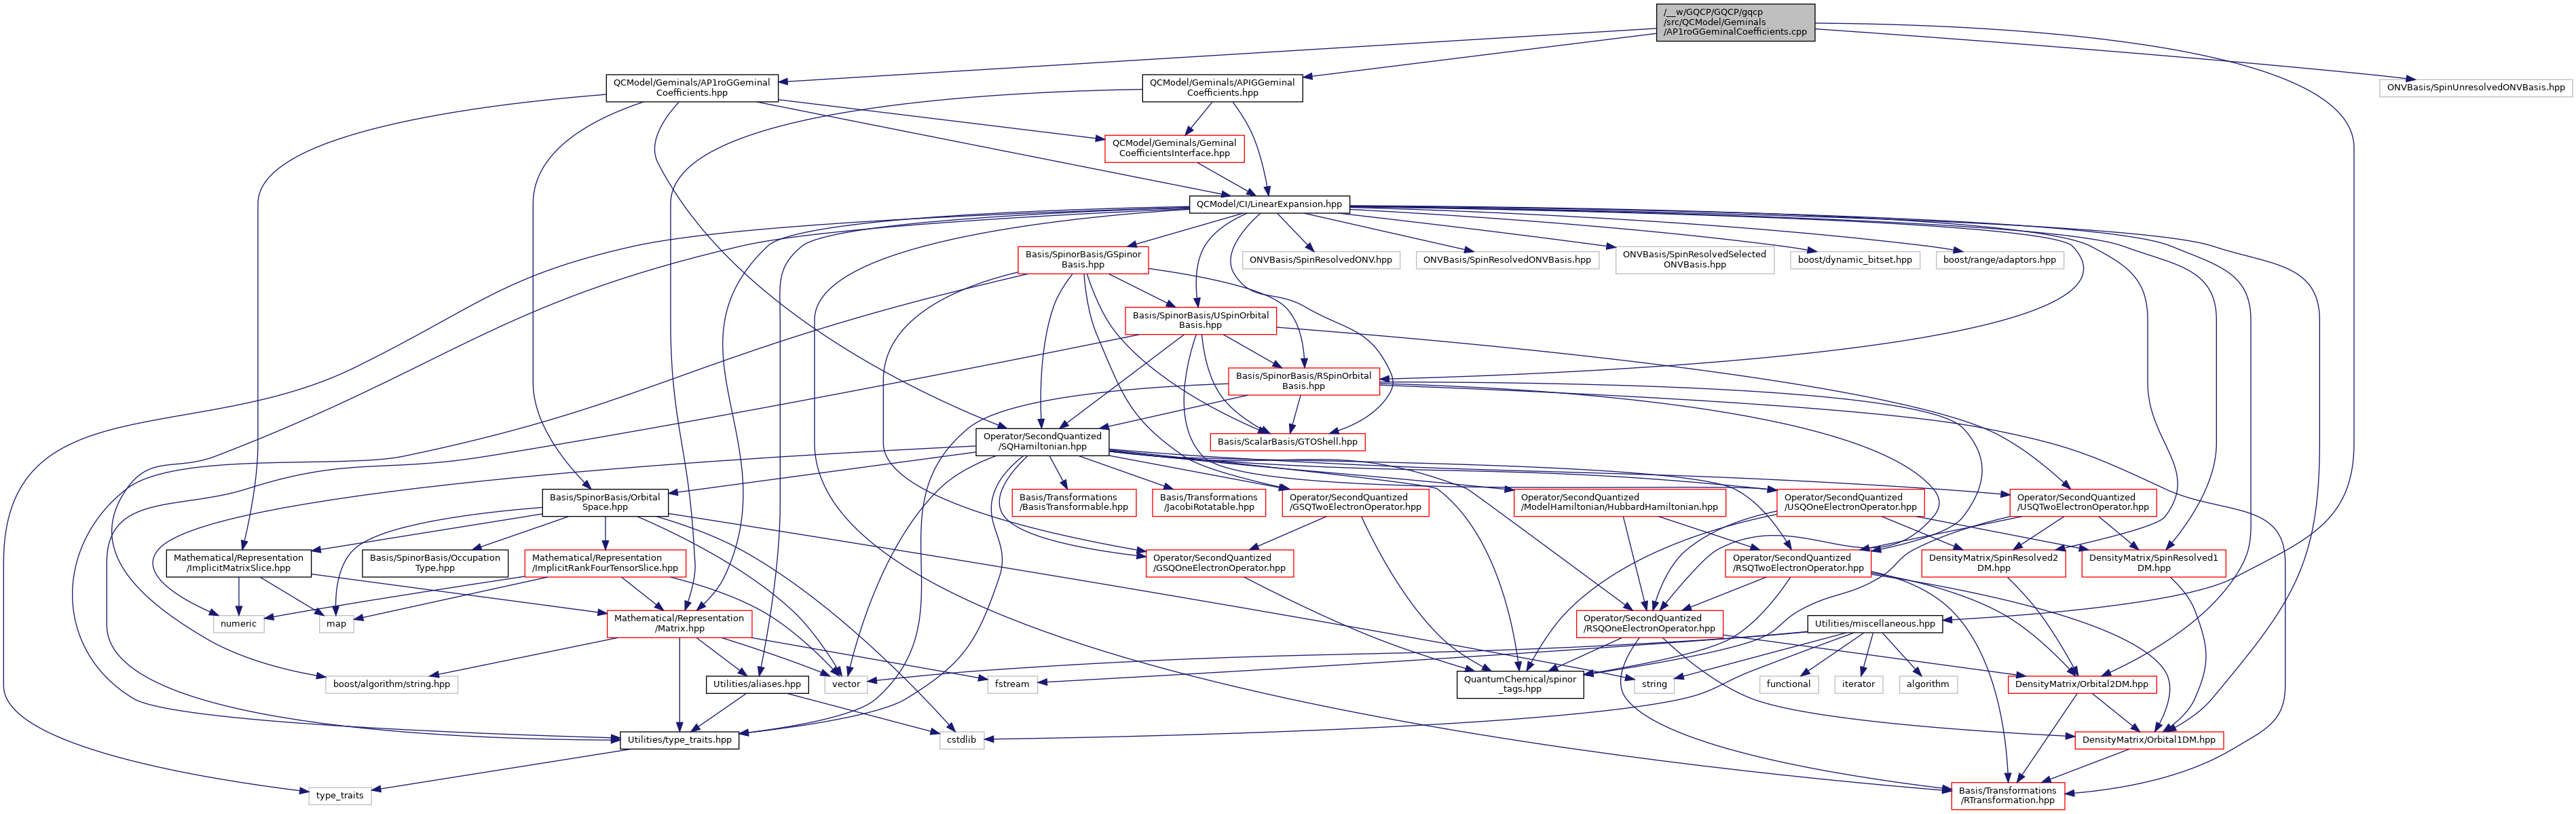 /__w/GQCP/GQCP/gqcp
/src/QCModel/Geminals
/AP1roGGeminalCoefficients.cpp
QCModel/Geminals/AP1roGGeminal
Coefficients.hpp
QCModel/Geminals/APIGGeminal
Coefficients.hpp
ONVBasis/SpinUnresolvedONVBasis.hpp
QCModel/Geminals/Geminal
CoefficientsInterface.hpp
QCModel/CI/LinearExpansion.hpp
Basis/SpinorBasis/GSpinor
Basis.hpp
ONVBasis/SpinResolvedONV.hpp
ONVBasis/SpinResolvedONVBasis.hpp
ONVBasis/SpinResolvedSelected
ONVBasis.hpp
boost/dynamic_bitset.hpp
boost/range/adaptors.hpp
Basis/SpinorBasis/USpinOrbital
Basis.hpp
Basis/SpinorBasis/RSpinOrbital
Basis.hpp
Operator/SecondQuantized
/SQHamiltonian.hpp
Basis/ScalarBasis/GTOShell.hpp
Basis/SpinorBasis/Orbital
Space.hpp
Basis/Transformations
/BasisTransformable.hpp
Basis/Transformations
/JacobiRotatable.hpp
Operator/SecondQuantized
/GSQTwoElectronOperator.hpp
Operator/SecondQuantized
/ModelHamiltonian/HubbardHamiltonian.hpp
Operator/SecondQuantized
/USQOneElectronOperator.hpp
Operator/SecondQuantized
/USQTwoElectronOperator.hpp
Mathematical/Representation
/ImplicitMatrixSlice.hpp
Basis/SpinorBasis/Occupation
Type.hpp
Mathematical/Representation
/ImplicitRankFourTensorSlice.hpp
Operator/SecondQuantized
/GSQOneElectronOperator.hpp
Operator/SecondQuantized
/RSQTwoElectronOperator.hpp
DensityMatrix/SpinResolved2
DM.hpp
DensityMatrix/SpinResolved1
DM.hpp
numeric
map
Mathematical/Representation
/Matrix.hpp
Operator/SecondQuantized
/RSQOneElectronOperator.hpp
Utilities/miscellaneous.hpp
boost/algorithm/string.hpp
Utilities/aliases.hpp
vector
fstream
QuantumChemical/spinor
_tags.hpp
string
functional
iterator
algorithm
DensityMatrix/Orbital2DM.hpp
Utilities/type_traits.hpp
cstdlib
DensityMatrix/Orbital1DM.hpp
type_traits
Basis/Transformations
/RTransformation.hpp